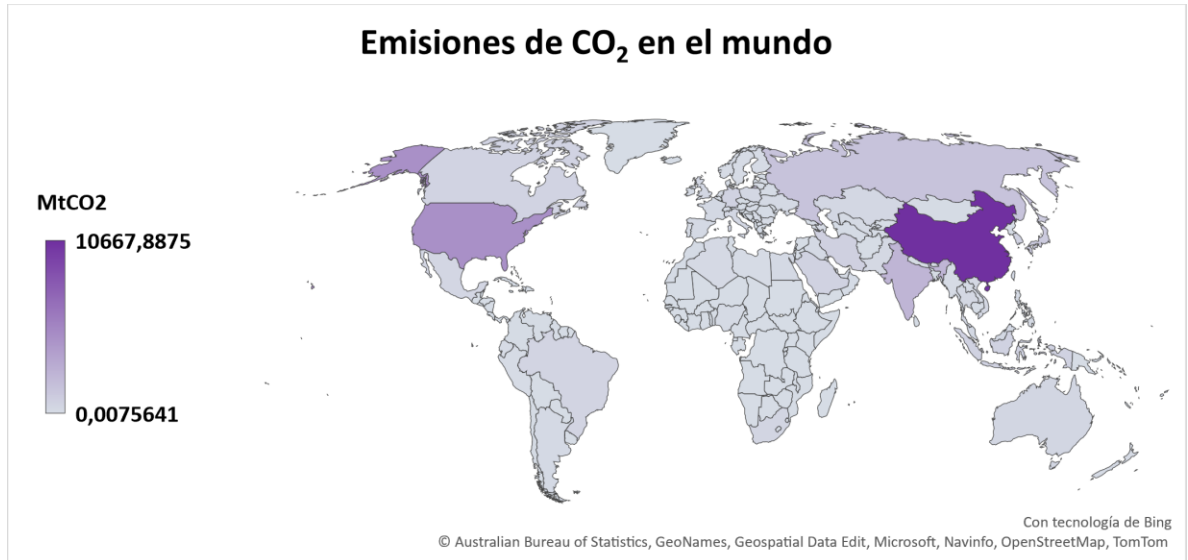 Emisiones de CO₂ en el mundo
MtCO2
10667,8875
0,0075641
Con tecnología de Bing
© Australian Bureau of Statistics, GeoNames, Geospatial Data Edit, Microsoft, Navinfo, OpenStreetMap, TomTom